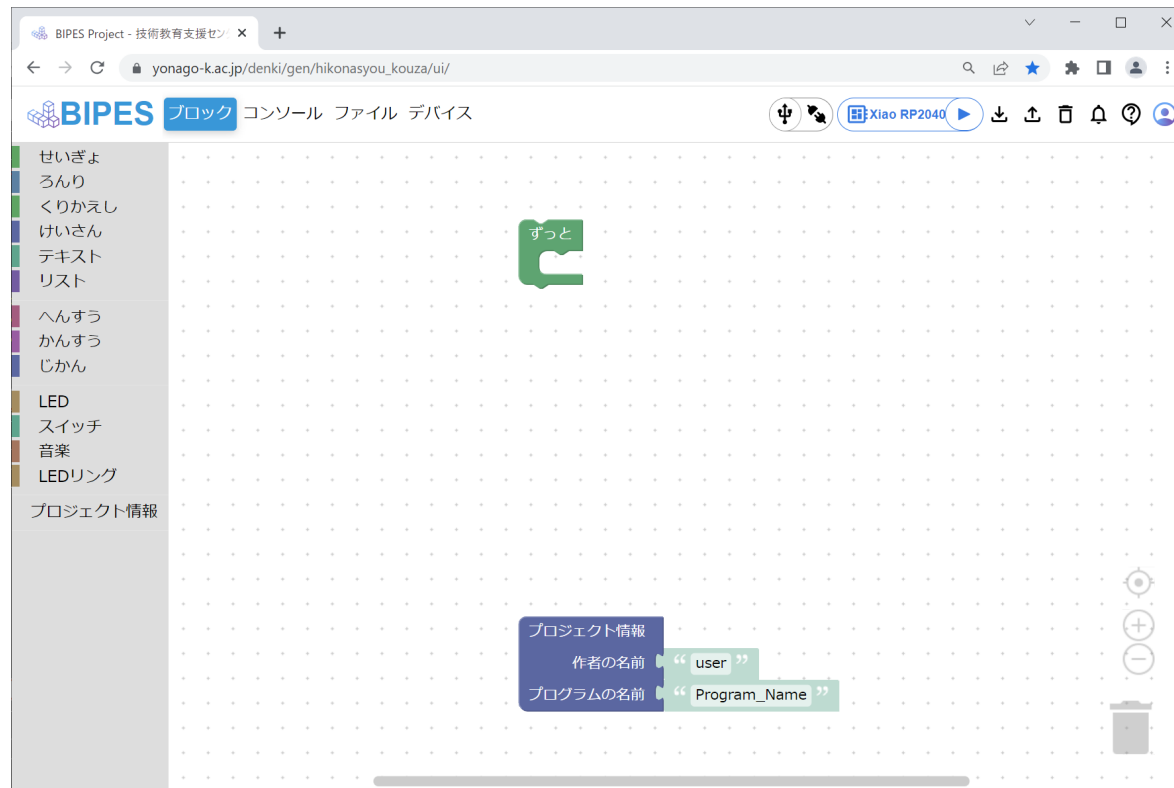 BIPES Project - 技術教育支援セン
yonago-k.ac.jp/denki/gen/hikonasyou_kouza/ui/
BIPES ブロック コンソール ファイル デバイス Xiao RP2040
せいぎょ
ろんり
くりかえし
けいさん
テキスト
リスト
へんすう
かんすう
じかん
LED
スイッチ
音楽
LEDリング
プロジェクト情報
ずっと
プロジェクト情報
作者の名前 “ user ”
プログラムの名前 “ Program_Name ”